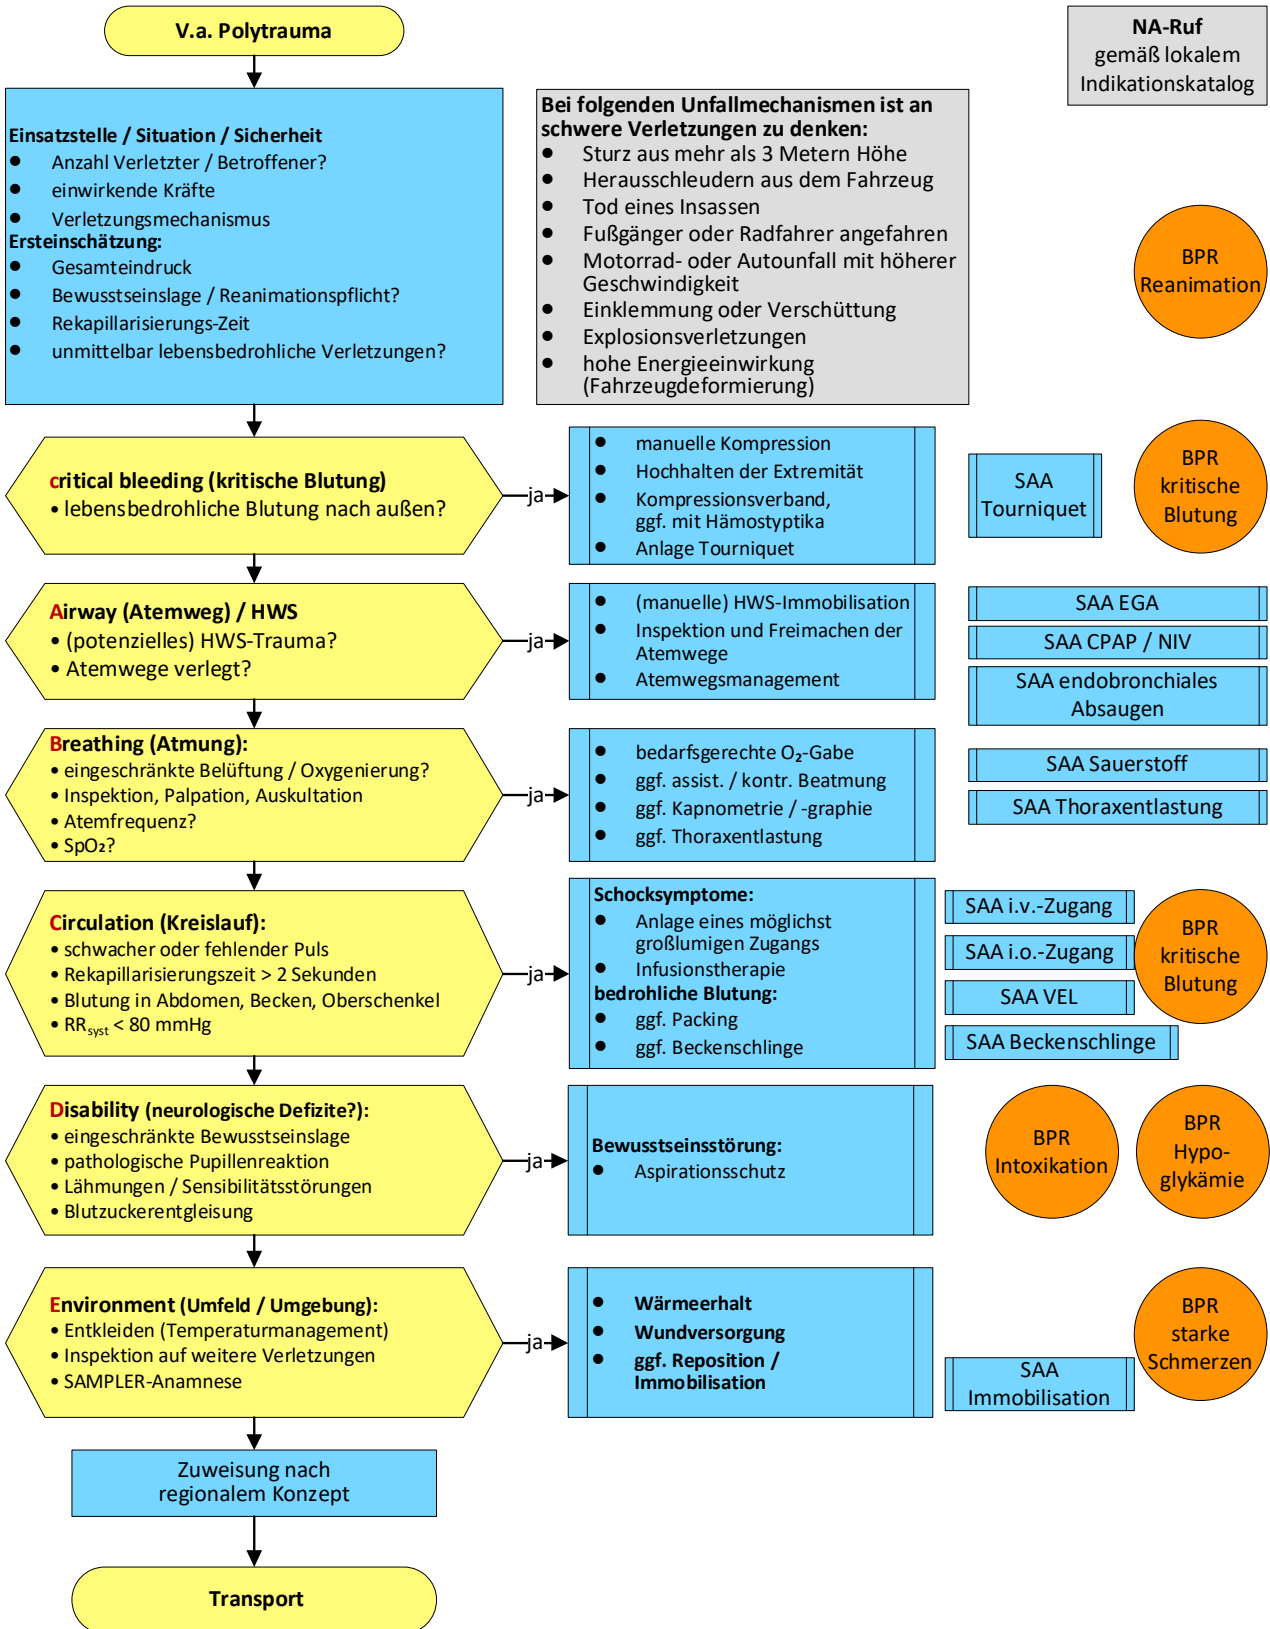 V.a. Polytrauma
NA-Ruf
gemäß lokalem
Indikationskatalog
Einsatzstelle / Situation / Sicherheit
● Anzahl Verletzter / Betroffener?
● einwirkende Kräfte
● Verletzungsmechanismus
Ersteinschätzung:
● Gesamteindruck
● Bewusstseinslage / Reanimationspflicht?
● Rekapillarisierungs-Zeit
● unmittelbar lebensbedrohliche Verletzungen?
Bei folgenden Unfallmechanismen ist an
schwere Verletzungen zu denken:
● Sturz aus mehr als 3 Metern Höhe
● Herausschleudern aus dem Fahrzeug
● Tod eines Insassen
● Fußgänger oder Radfahrer angefahren
● Motorrad- oder Autounfall mit höherer
Geschwindigkeit
● Einklemmung oder Verschüttung
● Explosionsverletzungen
● hohe Energieeinwirkung
(Fahrzeugdeformierung)
BPR
Reanimation
critical bleeding (kritische Blutung)
• lebensbedrohliche Blutung nach außen?
ja
● manuelle Kompression
● Hochhalten der Extremität
● Kompressionsverband,
ggf. mit Hämostyptika
● Anlage Tourniquet
SAA
Tourniquet
BPR
kritische
Blutung
Airway (Atemweg) / HWS
• (potenzielles) HWS-Trauma?
• Atemwege verlegt?
ja
● (manuelle) HWS-Immobilisation
● Inspektion und Freimachen der
Atemwege
● Atemwegsmanagement
SAA EGA
SAA CPAP / NIV
SAA endobronchiales
Absaugen
Breathing (Atmung):
• eingeschränkte Belüftung / Oxygenierung?
• Inspektion, Palpation, Auskultation
• Atemfrequenz?
• SpO₂?
ja
● bedarfsgerechte O₂-Gabe
● ggf. assist. / kontr. Beatmung
● ggf. Kapnometrie / -graphie
● ggf. Thoraxentlastung
SAA Sauerstoff
SAA Thoraxentlastung
Circulation (Kreislauf):
• schwacher oder fehlender Puls
• Rekapillarisierungszeit > 2 Sekunden
• Blutung in Abdomen, Becken, Oberschenkel
• RRsyst < 80 mmHg
ja
Schocksymptome:
● Anlage eines möglichst
großlumigen Zugangs
● Infusionstherapie
bedrohliche Blutung:
● ggf. Packing
● ggf. Beckenschlinge
SAA i.v.-Zugang
SAA i.o.-Zugang
SAA VEL
SAA Beckenschlinge
BPR
kritische
Blutung
Disability (neurologische Defizite?):
• eingeschränkte Bewusstseinslage
• pathologische Pupillenreaktion
• Lähmungen / Sensibilitätsstörungen
• Blutzuckerentgleisung
ja
Bewusstseinsstörung:
● Aspirationsschutz
BPR
Intoxikation
BPR
Hypo-
glykämie
Environment (Umfeld / Umgebung):
• Entkleiden (Temperaturmanagement)
• Inspektion auf weitere Verletzungen
• SAMPLER-Anamnese
ja
● Wärmeerhalt
● Wundversorgung
● ggf. Reposition /
Immobilisation
SAA
Immobilisation
BPR
starke
Schmerzen
Zuweisung nach
regionalem Konzept
Transport